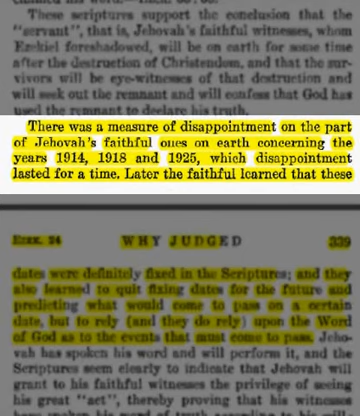 These scriptures support the conclusion that the
"servant", that is, Jehovah's faithful witnesses, whom
Ezekiel foreshadowed, will be on earth for some time
after the destruction of Christendom, and that the sur-
vivors will be eye-witnesses of that destruction and
will seek out the remnant and will confess that God has
used the remnant to declare his truth.
There was a measure of disappointment on the part
of Jehovah's faithful ones on earth concerning the
years 1914, 1918 and 1925, which disappointment
lasted for a time. Later the faithful learned that these
EZEK. 24 WHY JUDGED 339
dates were definitely fixed in the Scriptures; and they
also learned to quit fixing dates for the future and
predicting what would come to pass on a certain
date, but to rely (and they do rely) upon the Word
of God as to the events that must come to pass. Jeho-
vah has spoken his word and will perform it, and the
Scriptures seem clearly to indicate that Jehovah will
grant to his faithful witnesses the privilege of seeing
his great "act", thereby proving that his witnesses